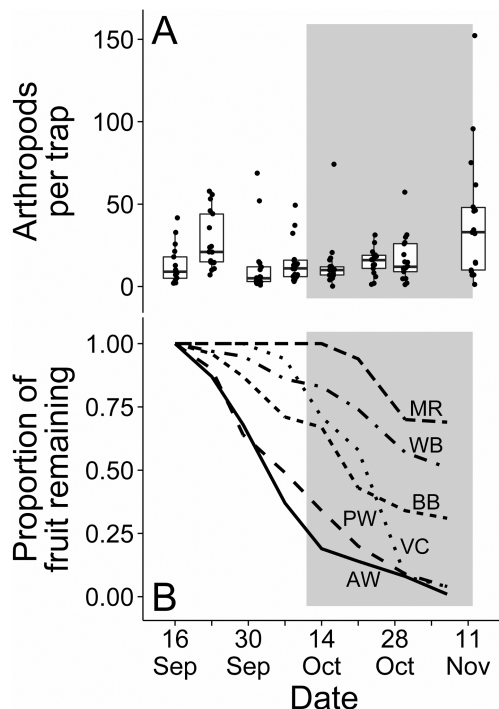 A
Arthropods
per trap
150
100
50
0
B
Proportion of
fruit remaining
1.00
0.75
0.50
0.25
0.00
MR
WB
BB
PW
VC
AW
16 30 14 28 11
Sep Sep Oct Oct Nov
Date